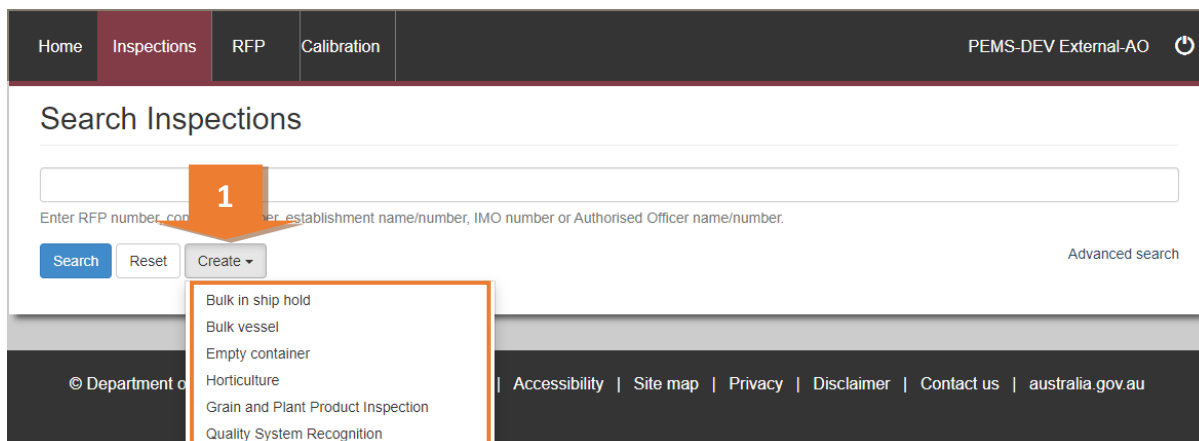 Home Inspections RFP Calibration PEMS-DEV External-AO
Search Inspections
1
Enter RFP number, establishment name/number, IMO number or Authorised Officer name/number.
Search Reset Create Advanced search
Bulk in ship hold
Bulk vessel
Empty container
© Department | Accessibility | Site map | Privacy | Disclaimer | Contact us | australia.gov.au
Horticulture
Grain and Plant Product Inspection
Quality System Recognition